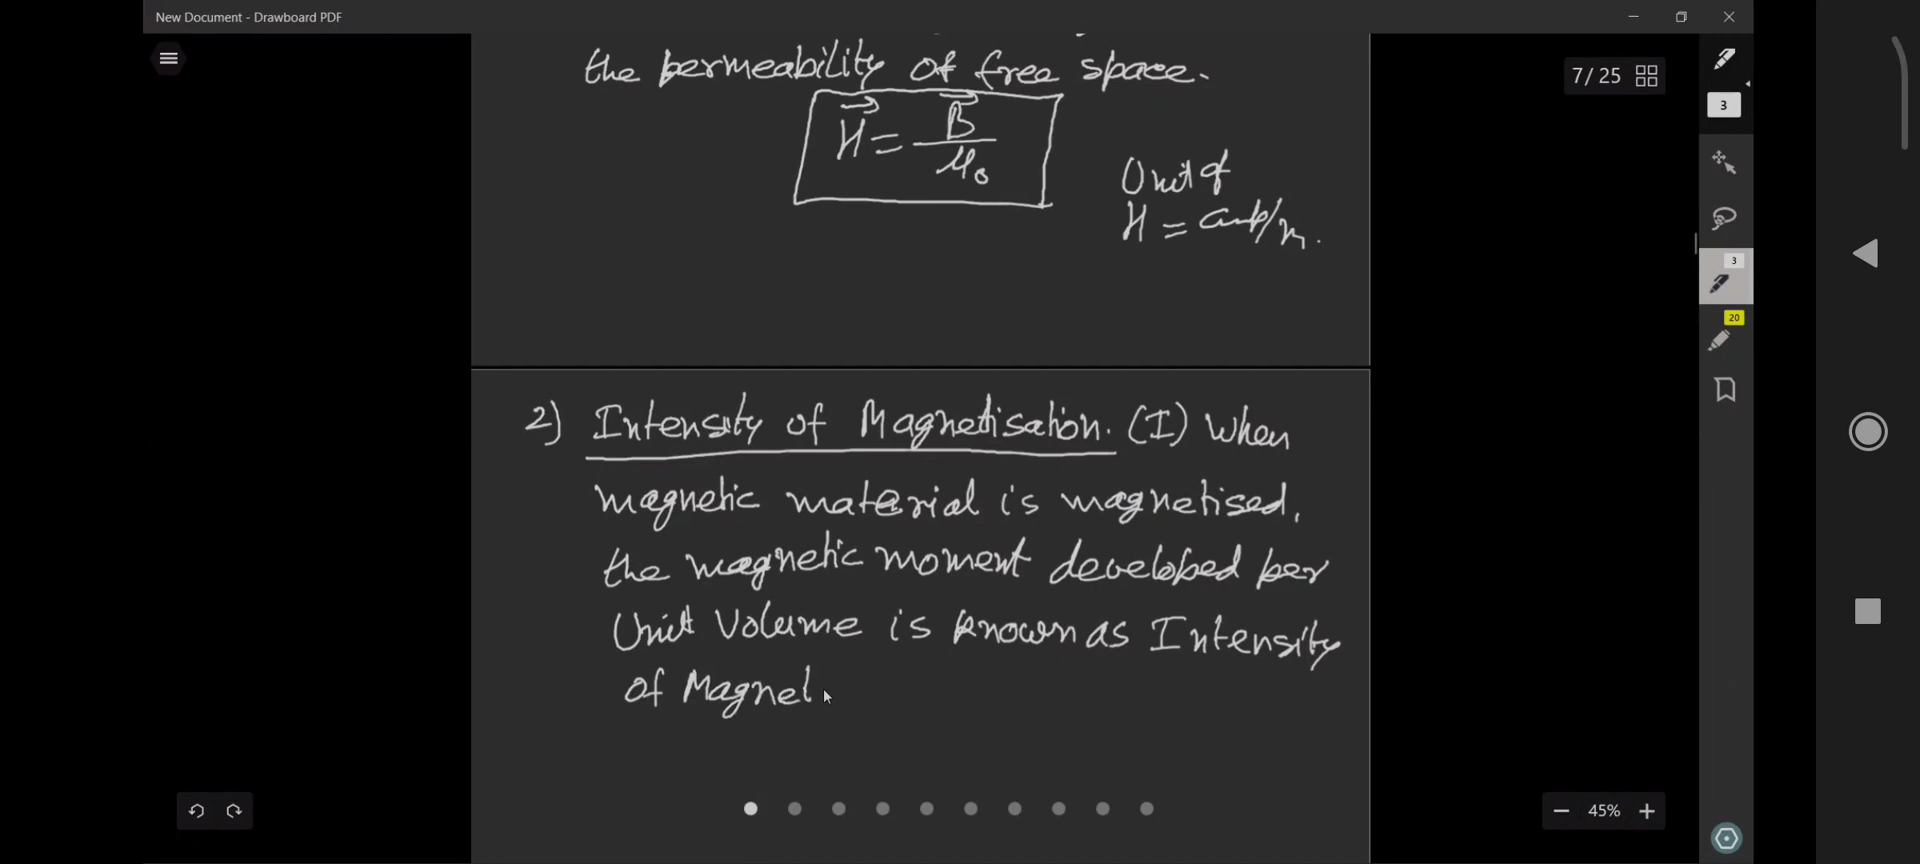 New Document - Drawboard PDF
the permeability of free space.
7 / 25
3
H = B / μ₀
Unit of
H = amp/m.
3
20
2) Intensity of Magnetisation. (I) When
magnetic material is magnetised,
the magnetic moment developed per
Unit Volume is known as Intensity
of Magnet
45%